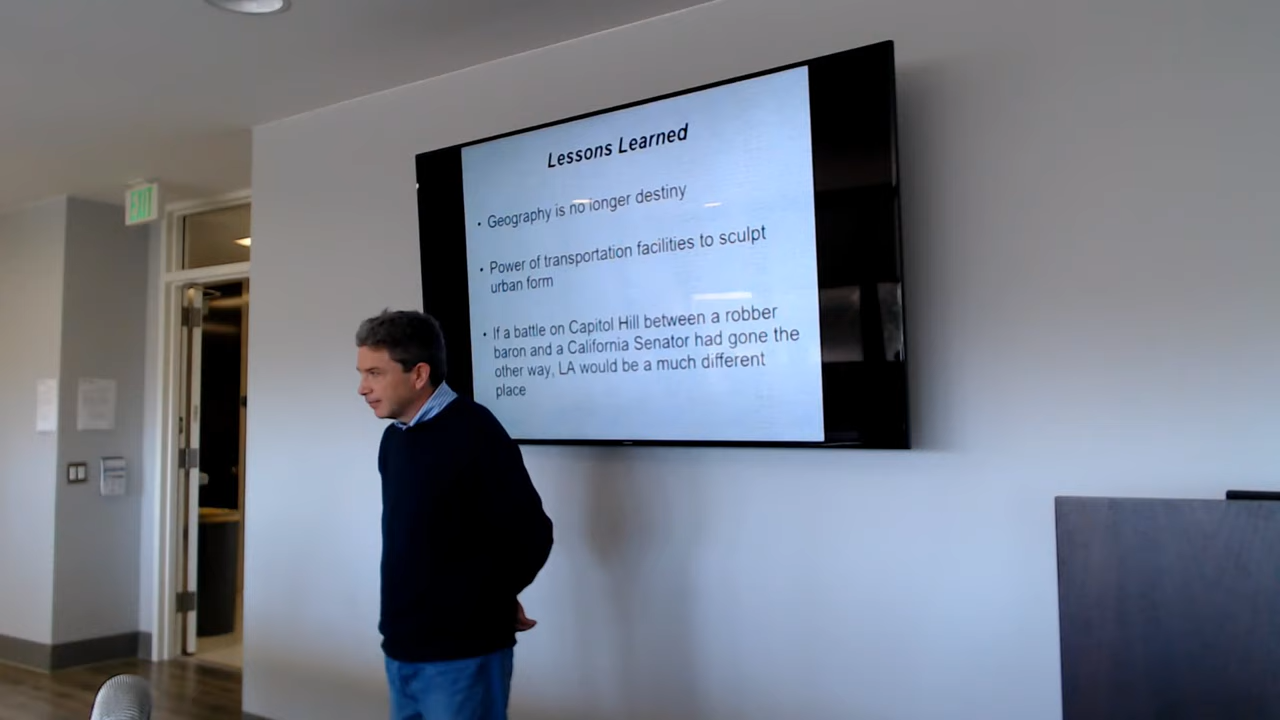 EXIT
Lessons Learned
• Geography is no longer destiny
• Power of transportation facilities to sculpt
urban form
• If a battle on Capitol Hill between a robber
baron and a California Senator had gone the
other way, LA would be a much different
place